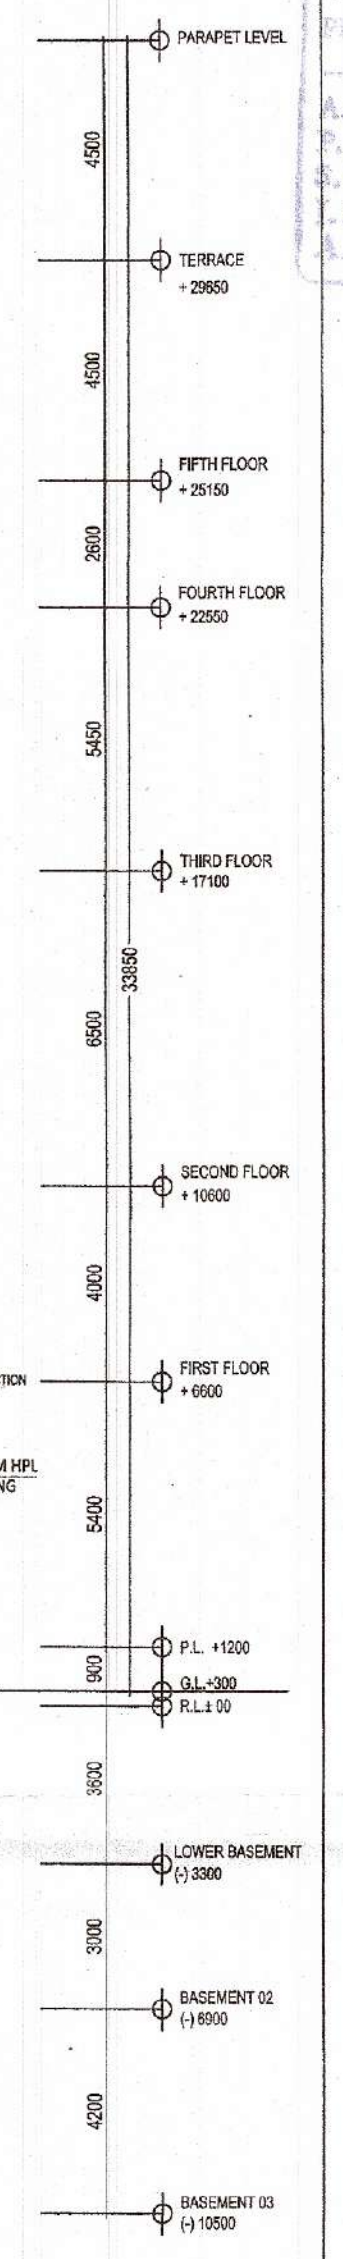 PARAPET LEVEL
4500
TERRACE
+ 29650
4500
FIFTH FLOOR
+ 25150
2600
FOURTH FLOOR
+ 22550
5450
THIRD FLOOR
+ 17100
33850
6500
SECOND FLOOR
+ 10600
4000
FIRST FLOOR
+ 6600
TION
M HPL
NG
5400
P.L. +1200
900
G.L.+300
R.L.± 00
3600
LOWER BASEMENT
(-) 3300
3000
BASEMENT 02
(-) 6900
4200
BASEMENT 03
(-) 10500